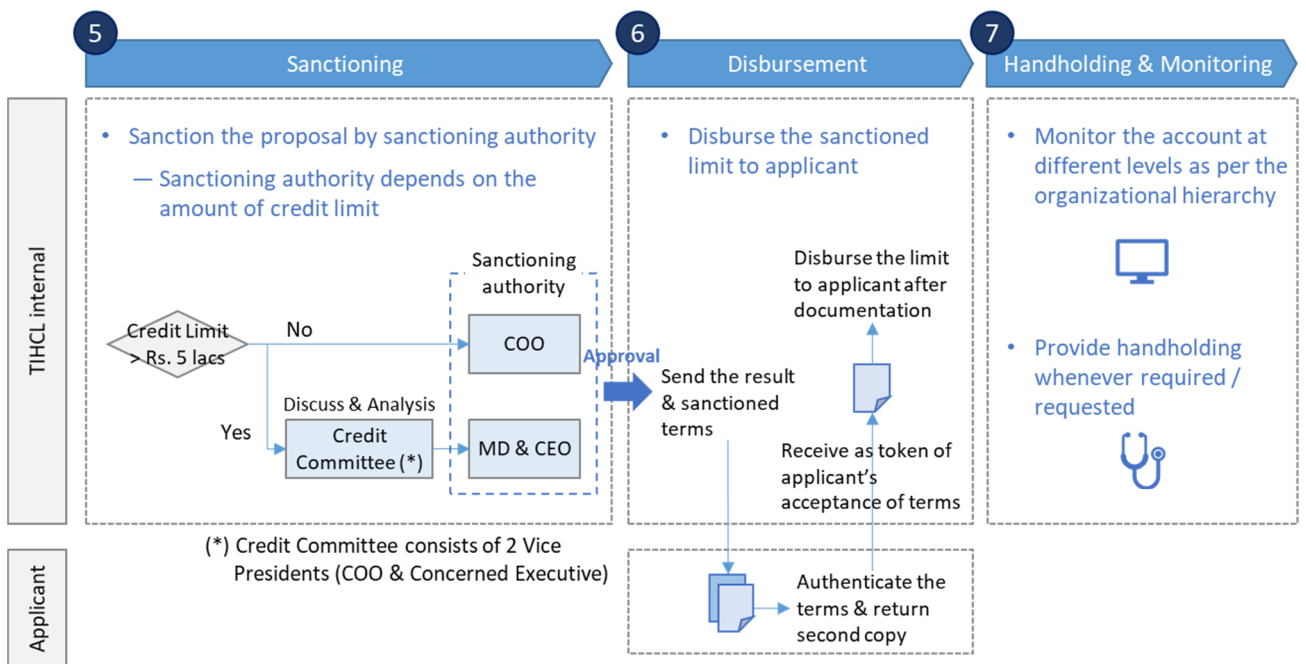 5
Sanctioning
6
Disbursement
7
Handholding & Monitoring
TIHCL internal
• Sanction the proposal by sanctioning authority
— Sanctioning authority depends on the
amount of credit limit
Sanctioning
authority
Credit Limit
> Rs. 5 lacs
No
COO
Yes
Discuss & Analysis
Credit
Committee (*)
MD & CEO
Approval
(*) Credit Committee consists of 2 Vice
Presidents (COO & Concerned Executive)
• Disburse the sanctioned
limit to applicant
Send the result
& sanctioned
terms
Disburse the limit
to applicant after
documentation
Receive as token of
applicant's
acceptance of terms
• Monitor the account at
different levels as per the
organizational hierarchy
• Provide handholding
whenever required /
requested
Applicant
Authenticate the
terms & return
second copy